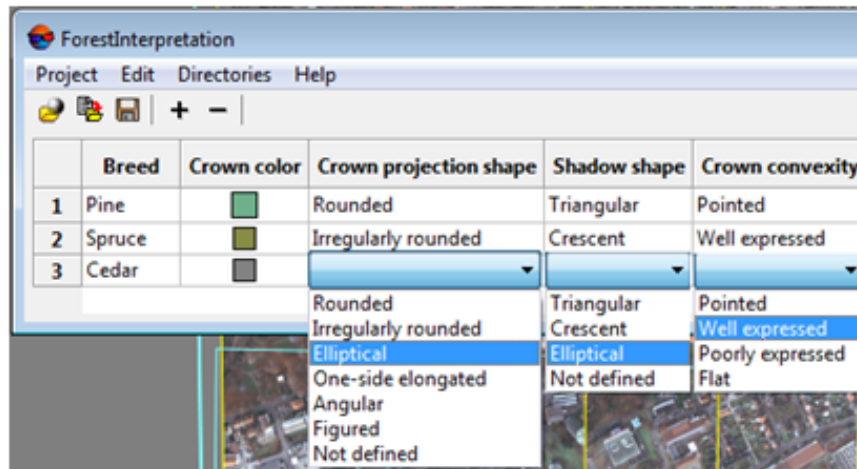 ForestInterpretation
Project Edit Directories Help
Breed Crown color Crown projection shape Shadow shape Crown convexity
1 Pine Rounded Triangular Pointed
2 Spruce Irregularly rounded Crescent Well expressed
3 Cedar
Rounded Triangular Pointed
Irregularly rounded Crescent Well expressed
Elliptical Elliptical Poorly expressed
One-side elongated Not defined Flat
Angular
Figured
Not defined